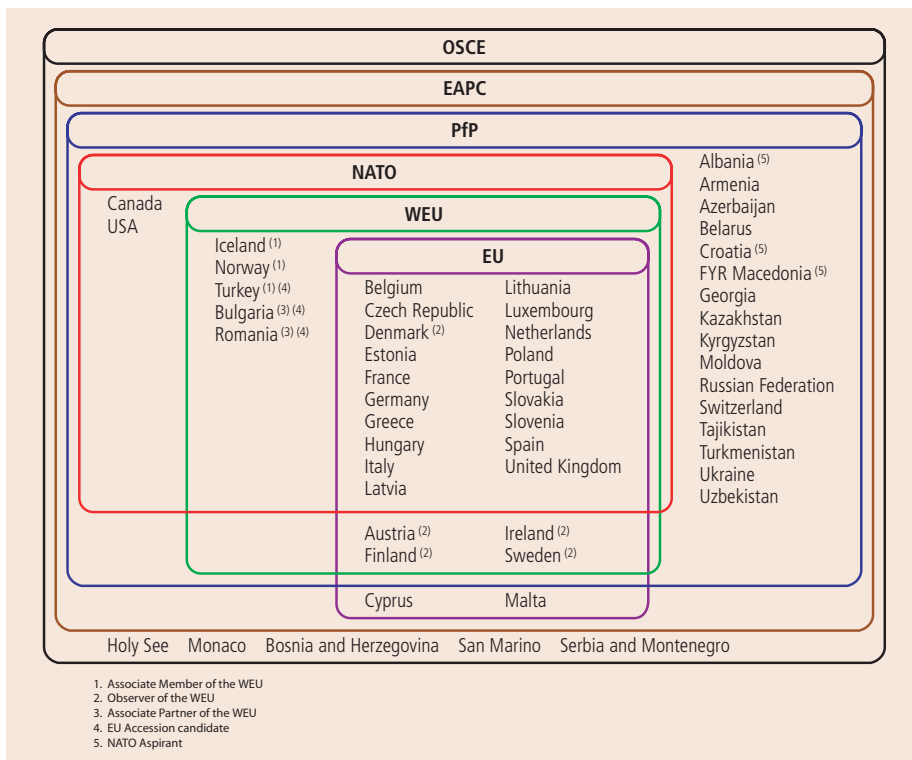 OSCE
EAPC
PfP
NATO
WEU
EU
Canada
USA
Iceland (1)
Norway (1)
Turkey (1) (4)
Bulgaria (3) (4)
Romania (3) (4)
Belgium
Czech Republic
Denmark (2)
Estonia
France
Germany
Greece
Hungary
Italy
Latvia
Lithuania
Luxembourg
Netherlands
Poland
Portugal
Slovakia
Slovenia
Spain
United Kingdom
Albania (5)
Armenia
Azerbaijan
Belarus
Croatia (5)
FYR Macedonia (5)
Georgia
Kazakhstan
Kyrgyzstan
Moldova
Russian Federation
Switzerland
Tajikistan
Turkmenistan
Ukraine
Uzbekistan
Austria (2)
Finland (2)
Ireland (2)
Sweden (2)
Cyprus
Malta
Holy See Monaco Bosnia and Herzegovina San Marino Serbia and Montenegro
1. Associate Member of the WEU
2. Observer of the WEU
3. Associate Partner of the WEU
4. EU Accession candidate
5. NATO Aspirant